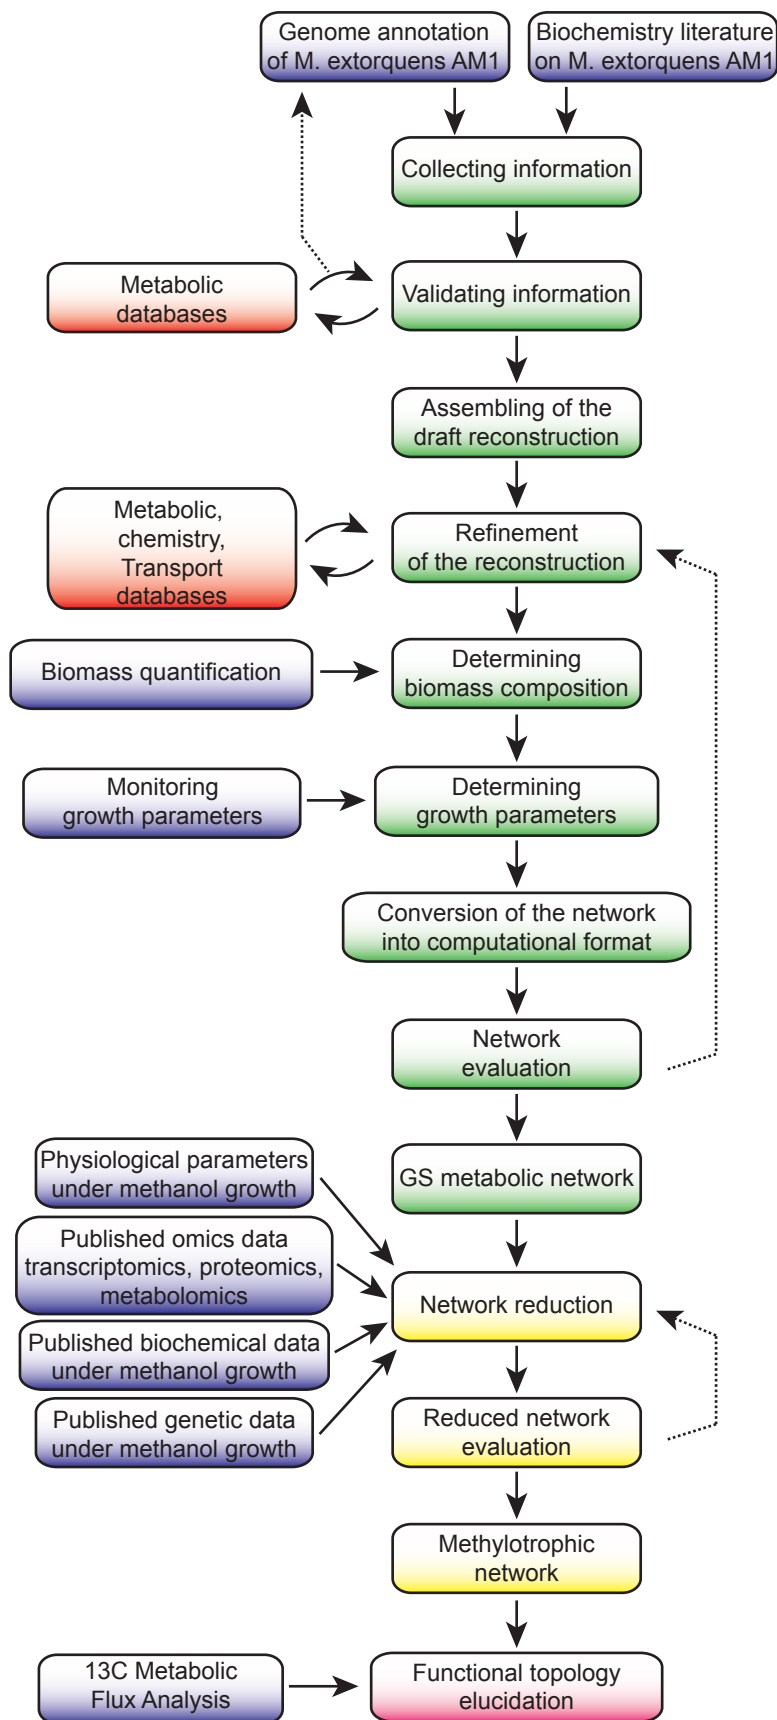 Genome annotation
of M. extorquens AM1
Biochemistry literature
on M. extorquens AM1
Collecting information
Metabolic
databases
Validating information
Assembling of the
draft reconstruction
Metabolic,
chemistry,
Transport
databases
Refinement
of the reconstruction
Biomass quantification
Determining
biomass composition
Monitoring
growth parameters
Determining
growth parameters
Conversion of the network
into computational format
Network
evaluation
Physiological parameters
under methanol growth
GS metabolic network
Published omics data
transcriptomics, proteomics,
metabolomics
Network reduction
Published biochemical data
under methanol growth
Published genetic data
under methanol growth
Reduced network
evaluation
Methylotrophic
network
13C Metabolic
Flux Analysis
Functional topology
elucidation